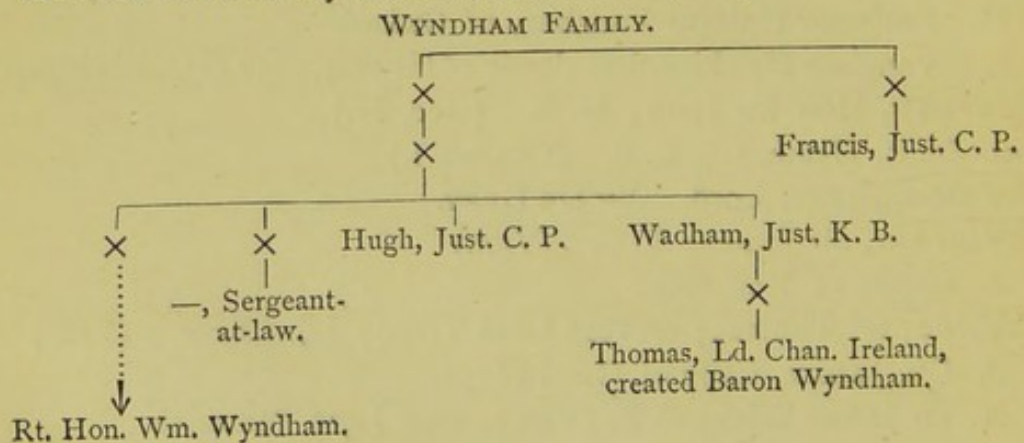 WYNDHAM FAMILY.
×
×
×
Francis, Just. C. P.
×
×
Hugh, Just. C. P.
Wadham, Just. K. B.
—, Sergeant-
at-law.
×
Thomas, Ld. Chan. Ireland,
created Baron Wyndham.
Rt. Hon. Wm. Wyndham.